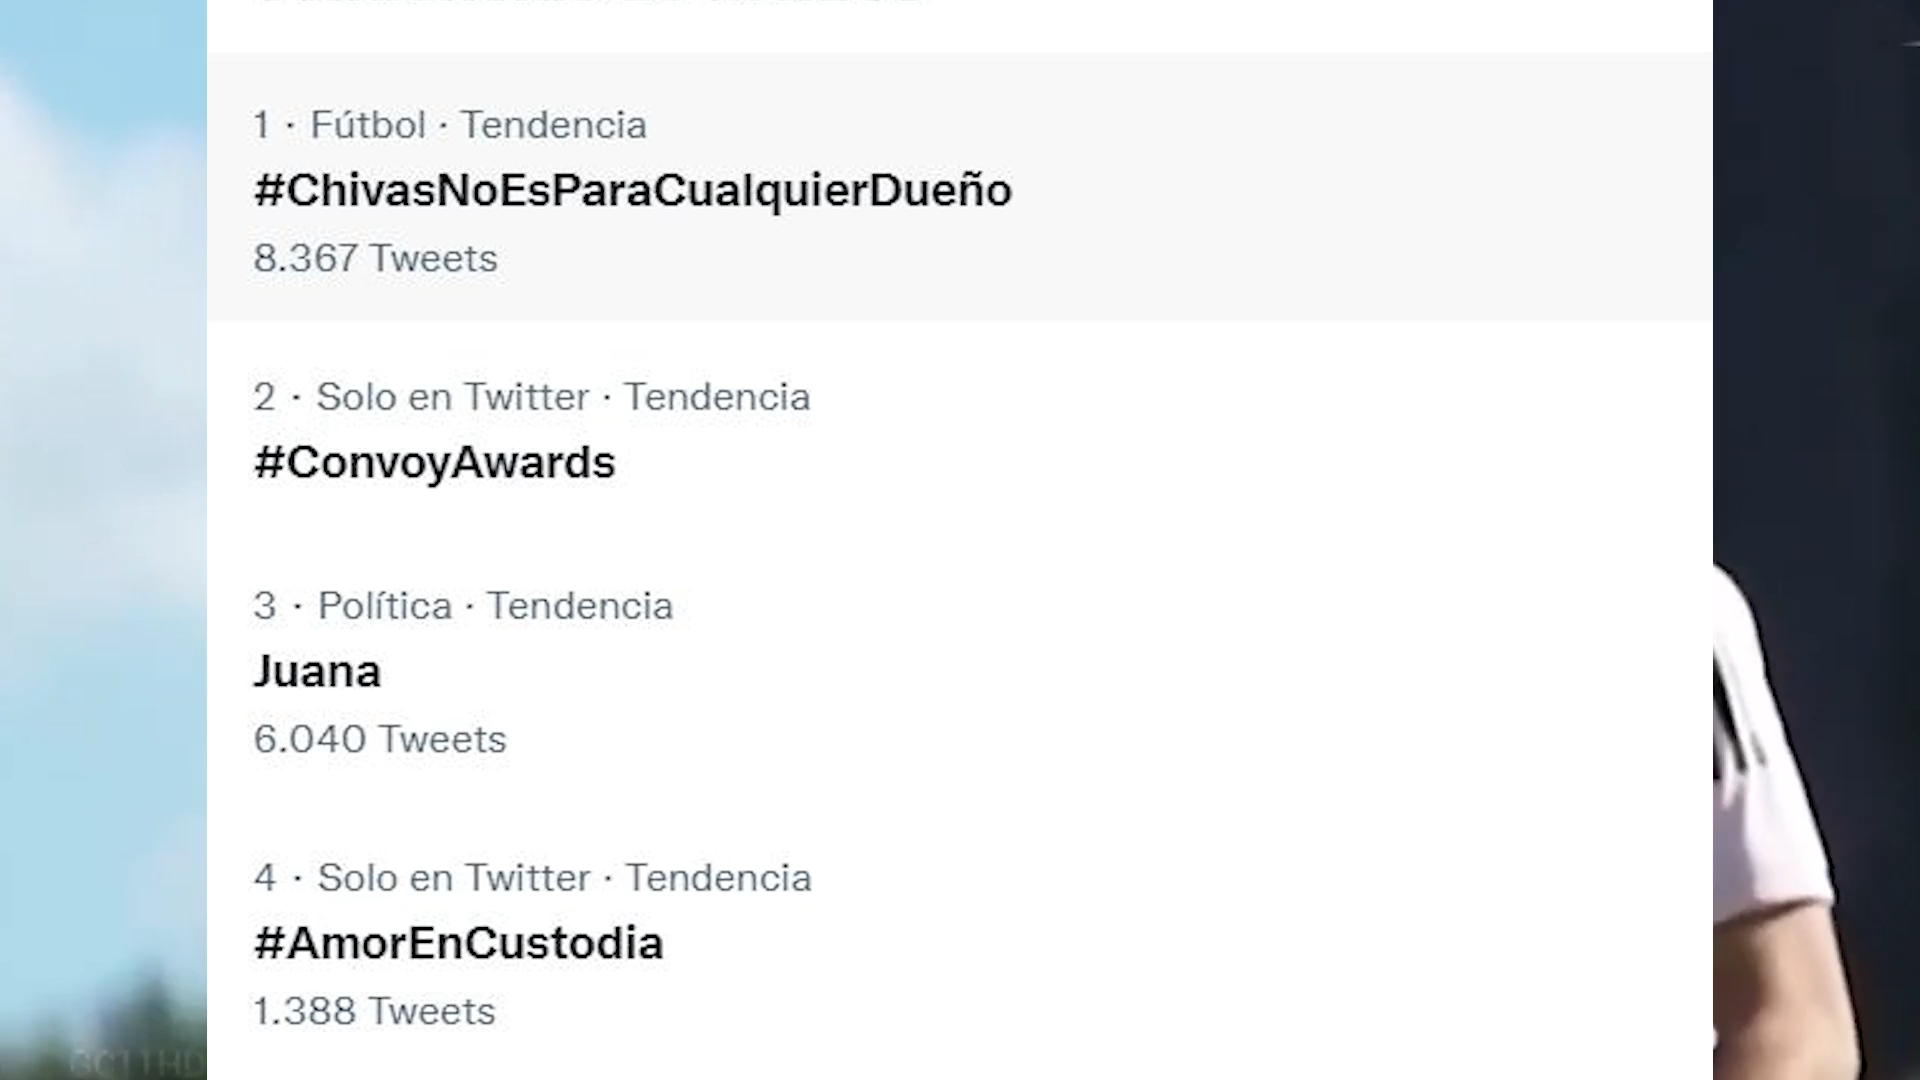 1 · Fútbol · Tendencia
#ChivasNoEsParaCualquierDueño
8.367 Tweets
2 · Solo en Twitter · Tendencia
#ConvoyAwards
3 · Política · Tendencia
Juana
6.040 Tweets
4 · Solo en Twitter · Tendencia
#AmorEnCustodia
1.388 Tweets
GC11HD